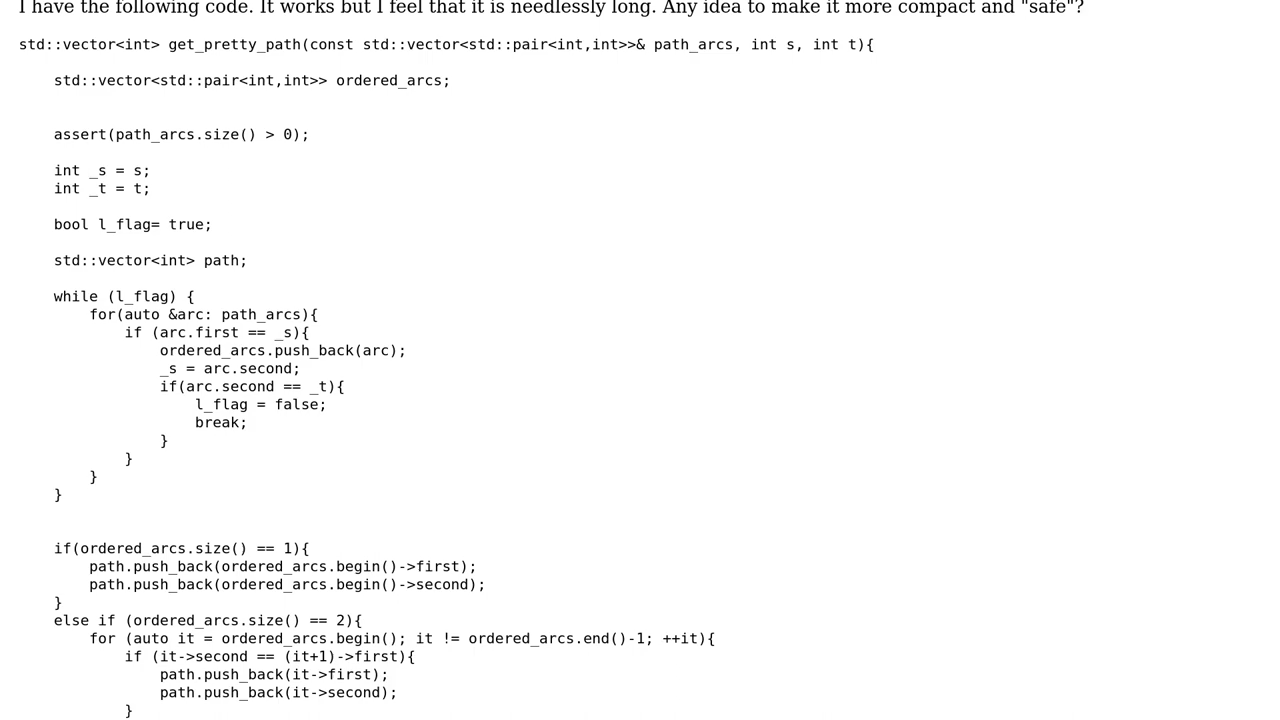 I have the following code. It works but I feel that it is needlessly long. Any idea to make it more compact and "safe"?
std::vector<int> get_pretty_path(const std::vector<std::pair<int,int>>& path_arcs, int s, int t){
    std::vector<std::pair<int,int>> ordered_arcs;
    assert(path_arcs.size() > 0);
    int _s = s;
    int _t = t;
    bool l_flag= true;
    std::vector<int> path;
    while (l_flag) {
        for(auto &arc: path_arcs){
            if (arc.first == _s){
                ordered_arcs.push_back(arc);
                _s = arc.second;
                if(arc.second == _t){
                    l_flag = false;
                    break;
                }
            }
        }
    }
    if(ordered_arcs.size() == 1){
        path.push_back(ordered_arcs.begin()->first);
        path.push_back(ordered_arcs.begin()->second);
    }
    else if (ordered_arcs.size() == 2){
        for (auto it = ordered_arcs.begin(); it != ordered_arcs.end()-1; ++it){
            if (it->second == (it+1)->first){
                path.push_back(it->first);
                path.push_back(it->second);
            }